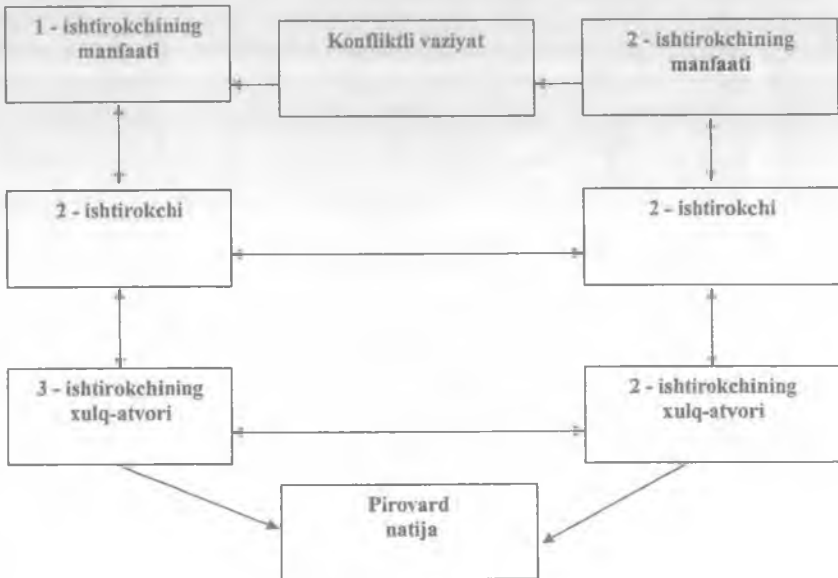 1 - ishtirokchining
manfaati
Konfliktli vaziyat
2 - ishtirokchining
manfaati
2 - ishtirokchi
2 - ishtirokchi
3 - ishtirokchining
xulq-atvori
2 - ishtirokchining
xulq-atvori
Pirovard
natija